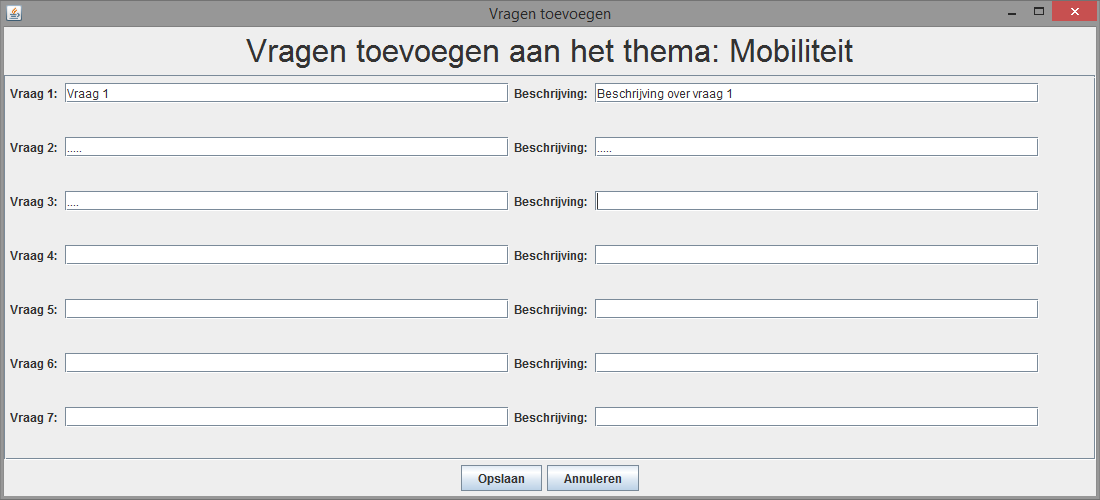 Vragen toevoegen
Vragen toevoegen aan het thema: Mobiliteit
Vraag 1: Vraag 1 Beschrijving: Beschrijving over vraag 1
Vraag 2: ..... Beschrijving: .....
Vraag 3: .... Beschrijving:
Vraag 4: Beschrijving:
Vraag 5: Beschrijving:
Vraag 6: Beschrijving:
Vraag 7: Beschrijving:
Opslaan Annuleren